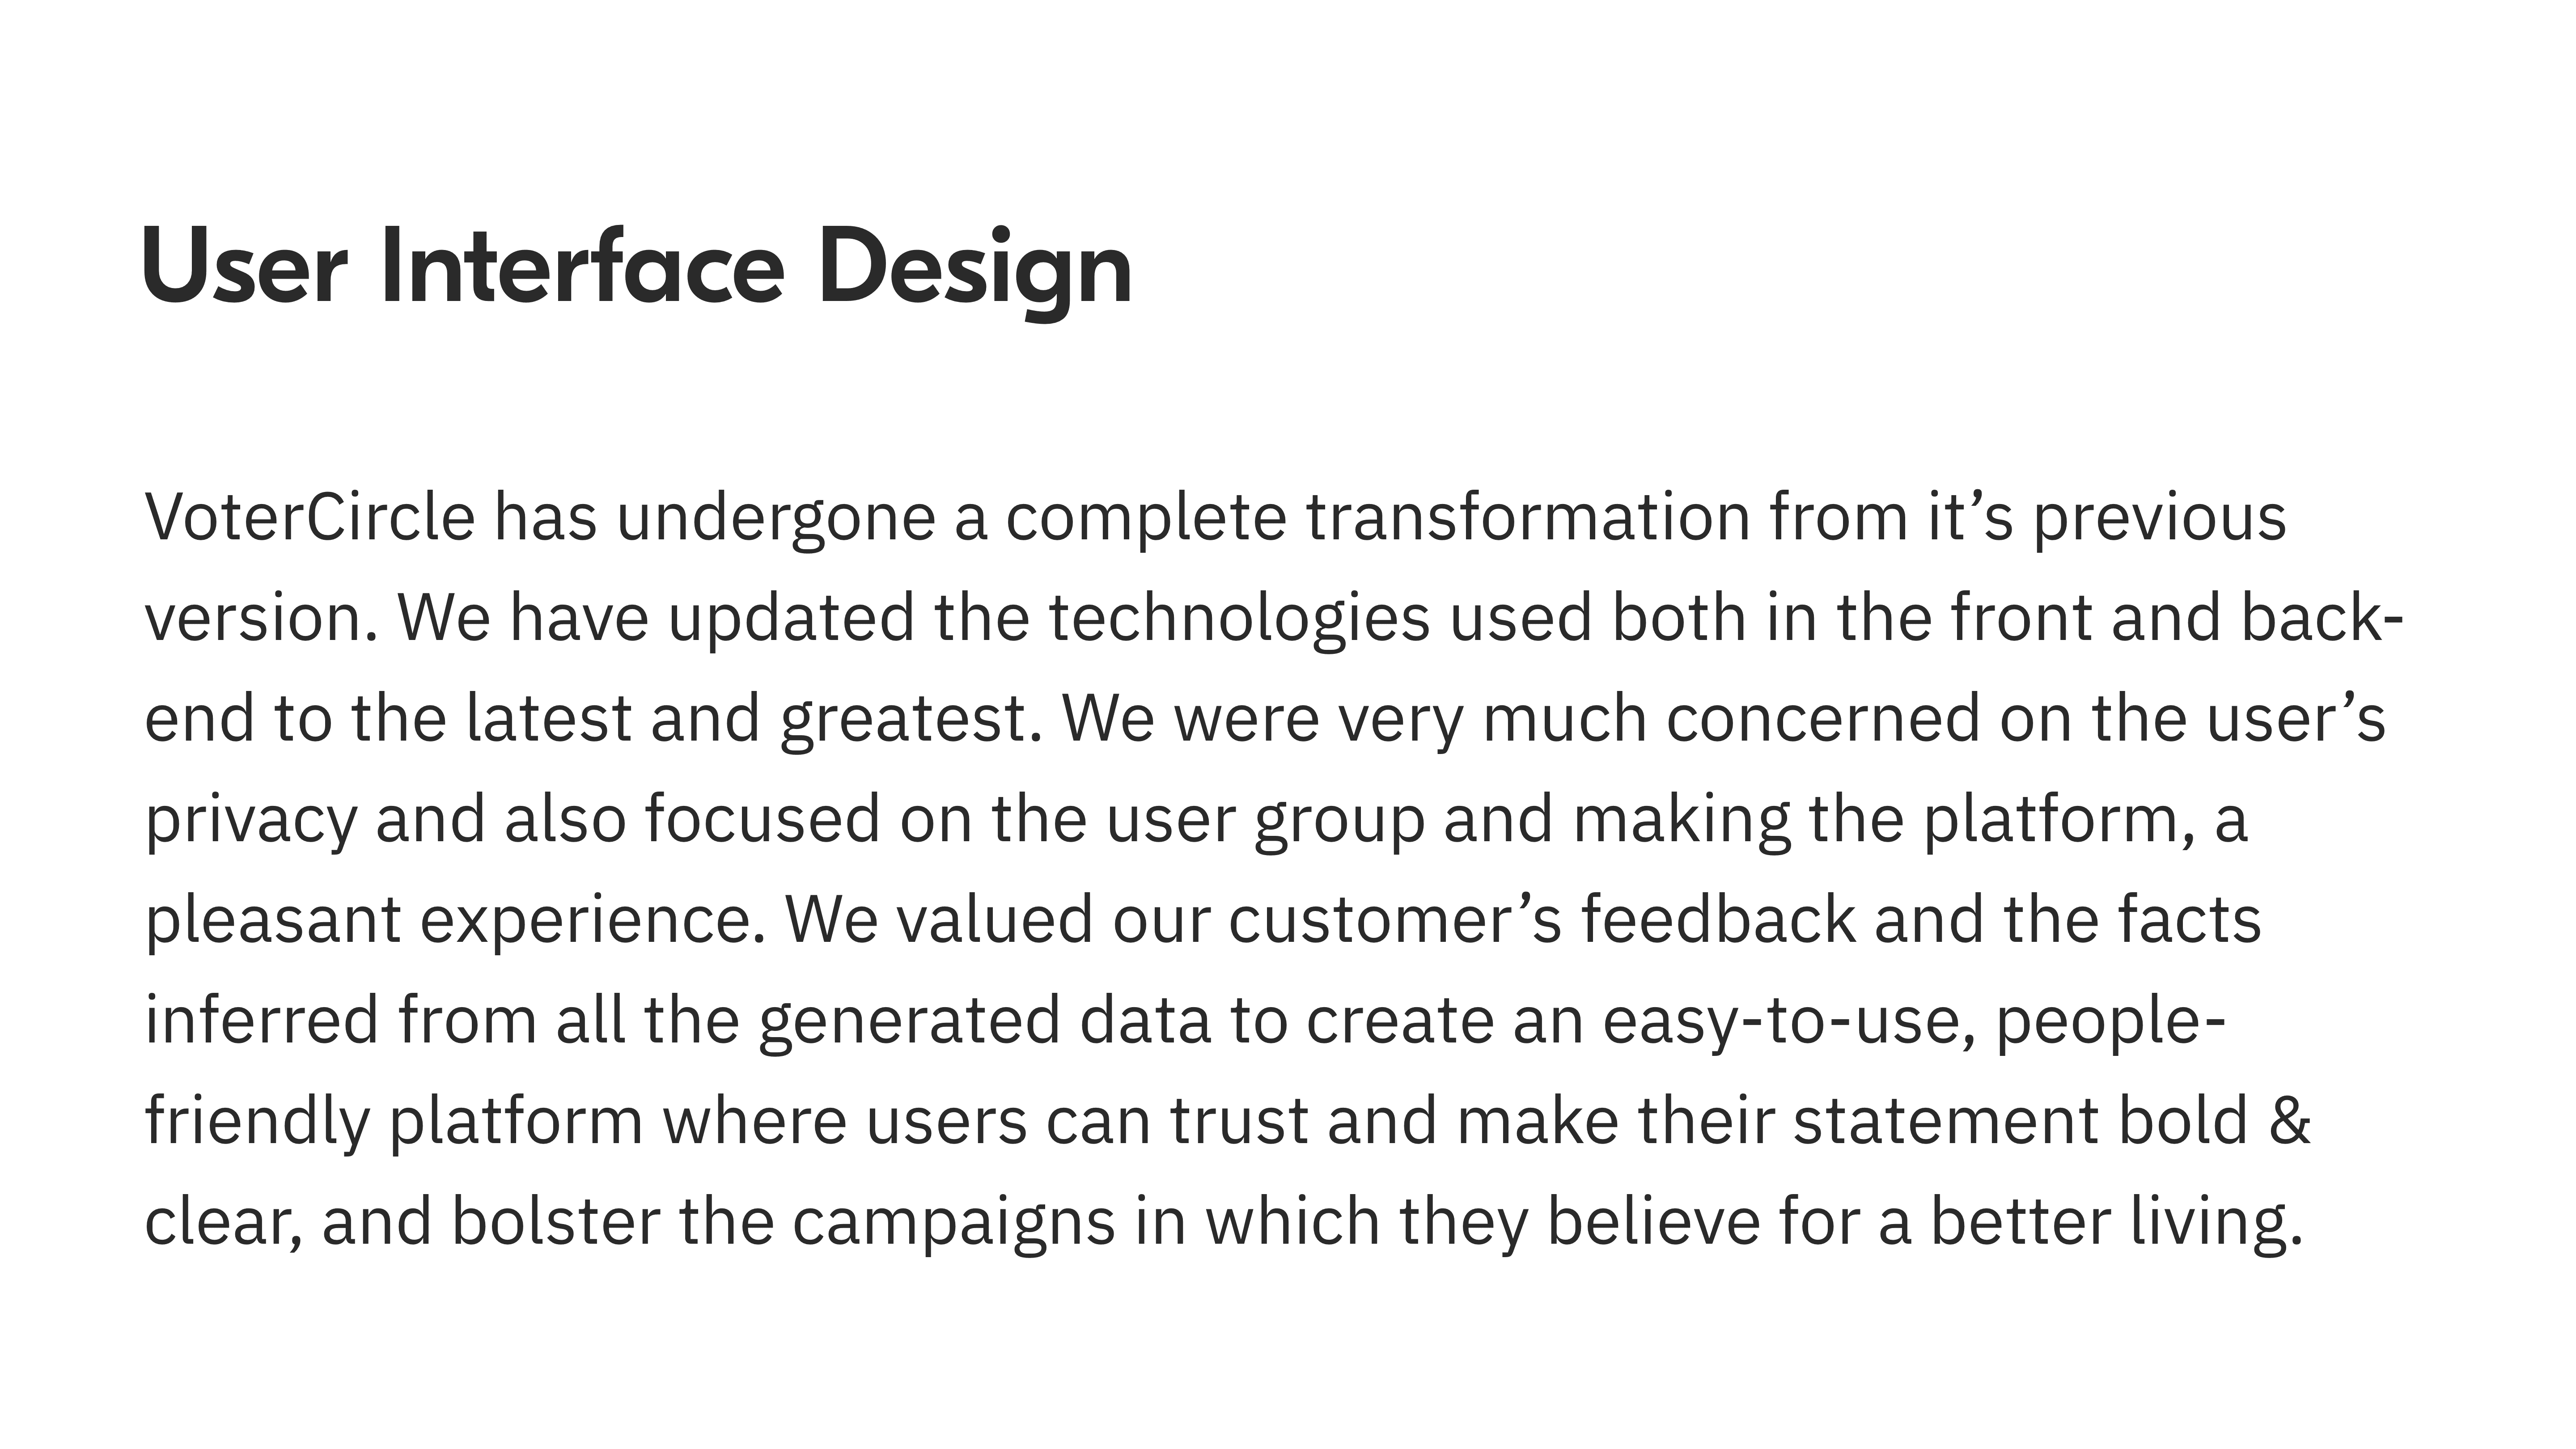 User Interface Design
VoterCircle has undergone a complete transformation from it’s previous
version. We have updated the technologies used both in the front and back-
end to the latest and greatest. We were very much concerned on the user’s
privacy and also focused on the user group and making the platform, a
pleasant experience. We valued our customer’s feedback and the facts
inferred from all the generated data to create an easy-to-use, people-
friendly platform where users can trust and make their statement bold &
clear, and bolster the campaigns in which they believe for a better living.